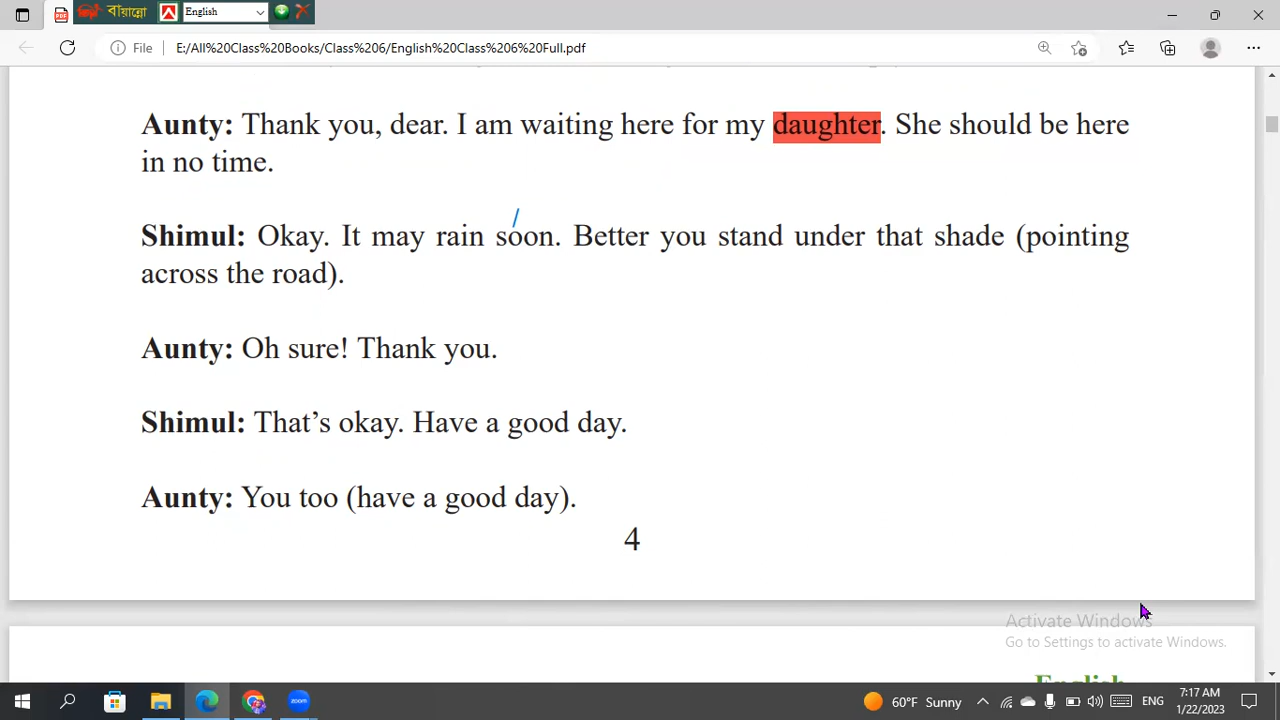 বায়ান্নো
English
File
E:/All%20Class%20Books/Class%206/English%20Class%206%20Full.pdf
Aunty: Thank you, dear. I am waiting here for my daughter. She should be here
in no time.
Shimul: Okay. It may rain soon. Better you stand under that shade (pointing
across the road).
Aunty: Oh sure! Thank you.
Shimul: That’s okay. Have a good day.
Aunty: You too (have a good day).
4
Activate Windows
Go to Settings to activate Windows.
English
zoom
60°F Sunny
ENG
7:17 AM
1/22/2023